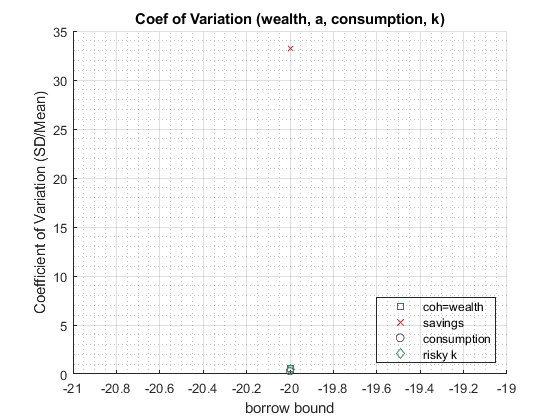 Coef of Variation (wealth, a, consumption, k)
Coefficient of Variation (SD/Mean)
35
30
25
20
15
10
5
0
-21
-20.8
-20.6
-20.4
-20.2
-20
-19.8
-19.6
-19.4
-19.2
-19
borrow bound
coh=wealth
savings
consumption
risky k